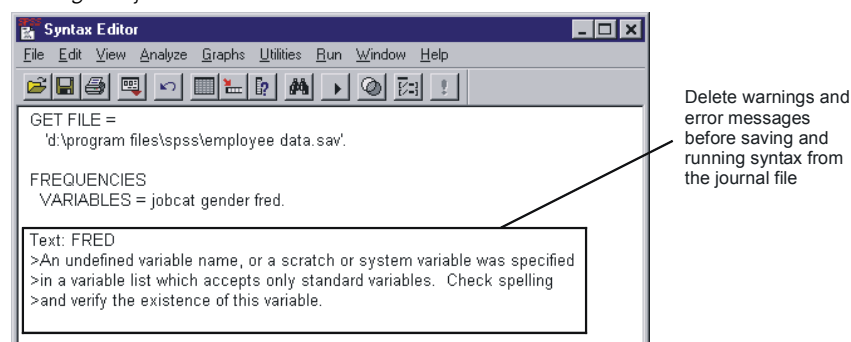 Syntax Editor
File Edit View Analyze Graphs Utilities Run Window Help
GET FILE =
'd:\program files\spss\employee data.sav'.
FREQUENCIES
VARIABLES = jobcat gender fred.
Text: FRED
>An undefined variable name, or a scratch or system variable was specified
>in a variable list which accepts only standard variables. Check spelling
>and verify the existence of this variable.
Delete warnings and
error messages
before saving and
running syntax from
the journal file